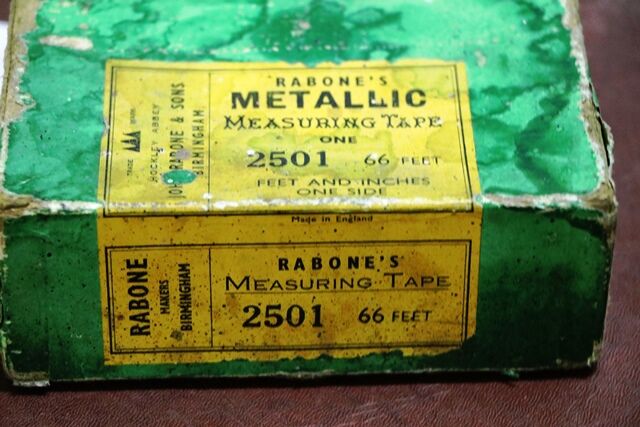 TRADE MARK
HOCKLEY ABBEY
JOHN RABONE & SONS
BIRMINGHAM
RABONE'S
METALLIC
MEASURING TAPE
ONE
2501 66 FEET
FEET AND INCHES
ONE SIDE
Made in England
RABONE
MAKERS
BIRMINGHAM
RABONE'S
MEASURING TAPE
2501 66 FEET